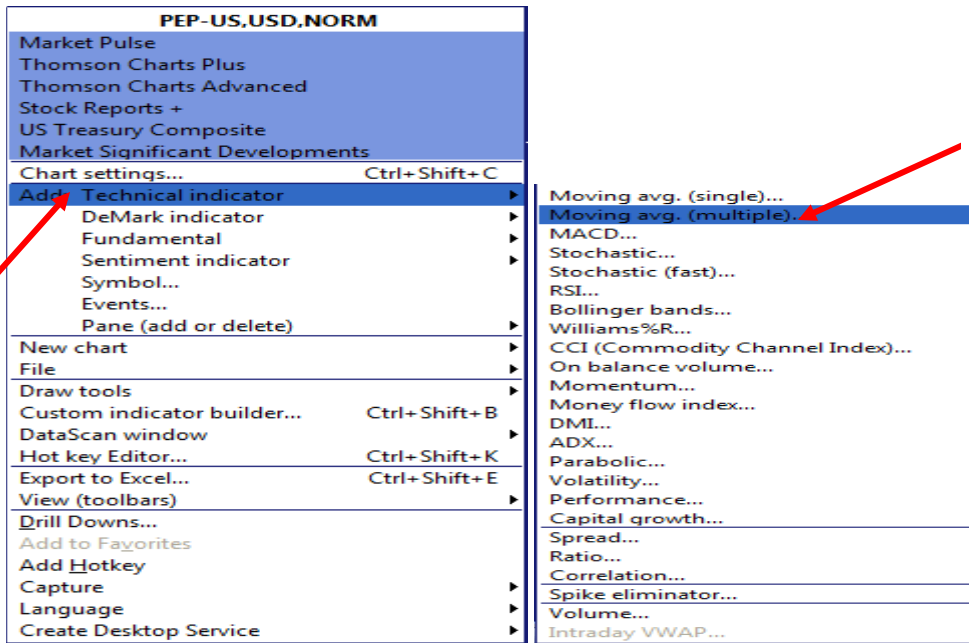 PEP-US,USD,NORM
Market Pulse
Thomson Charts Plus
Thomson Charts Advanced
Stock Reports +
US Treasury Composite
Market Significant Developments
Chart settings... Ctrl+Shift+C
Add: Technical indicator
DeMark indicator
Fundamental
Sentiment indicator
Symbol...
Events...
Pane (add or delete)
New chart
File
Draw tools
Custom indicator builder... Ctrl+Shift+B
DataScan window
Hot key Editor... Ctrl+Shift+K
Export to Excel... Ctrl+Shift+E
View (toolbars)
Drill Downs...
Add to Favorites
Add Hotkey
Capture
Language
Create Desktop Service
Moving avg. (single)...
Moving avg. (multiple)...
MACD...
Stochastic...
Stochastic (fast)...
RSI...
Bollinger bands...
Williams%R...
CCI (Commodity Channel Index)...
On balance volume...
Momentum...
Money flow index...
DMI...
ADX...
Parabolic...
Volatility...
Performance...
Capital growth...
Spread...
Ratio...
Correlation...
Spike eliminator...
Volume...
Intraday VWAP...